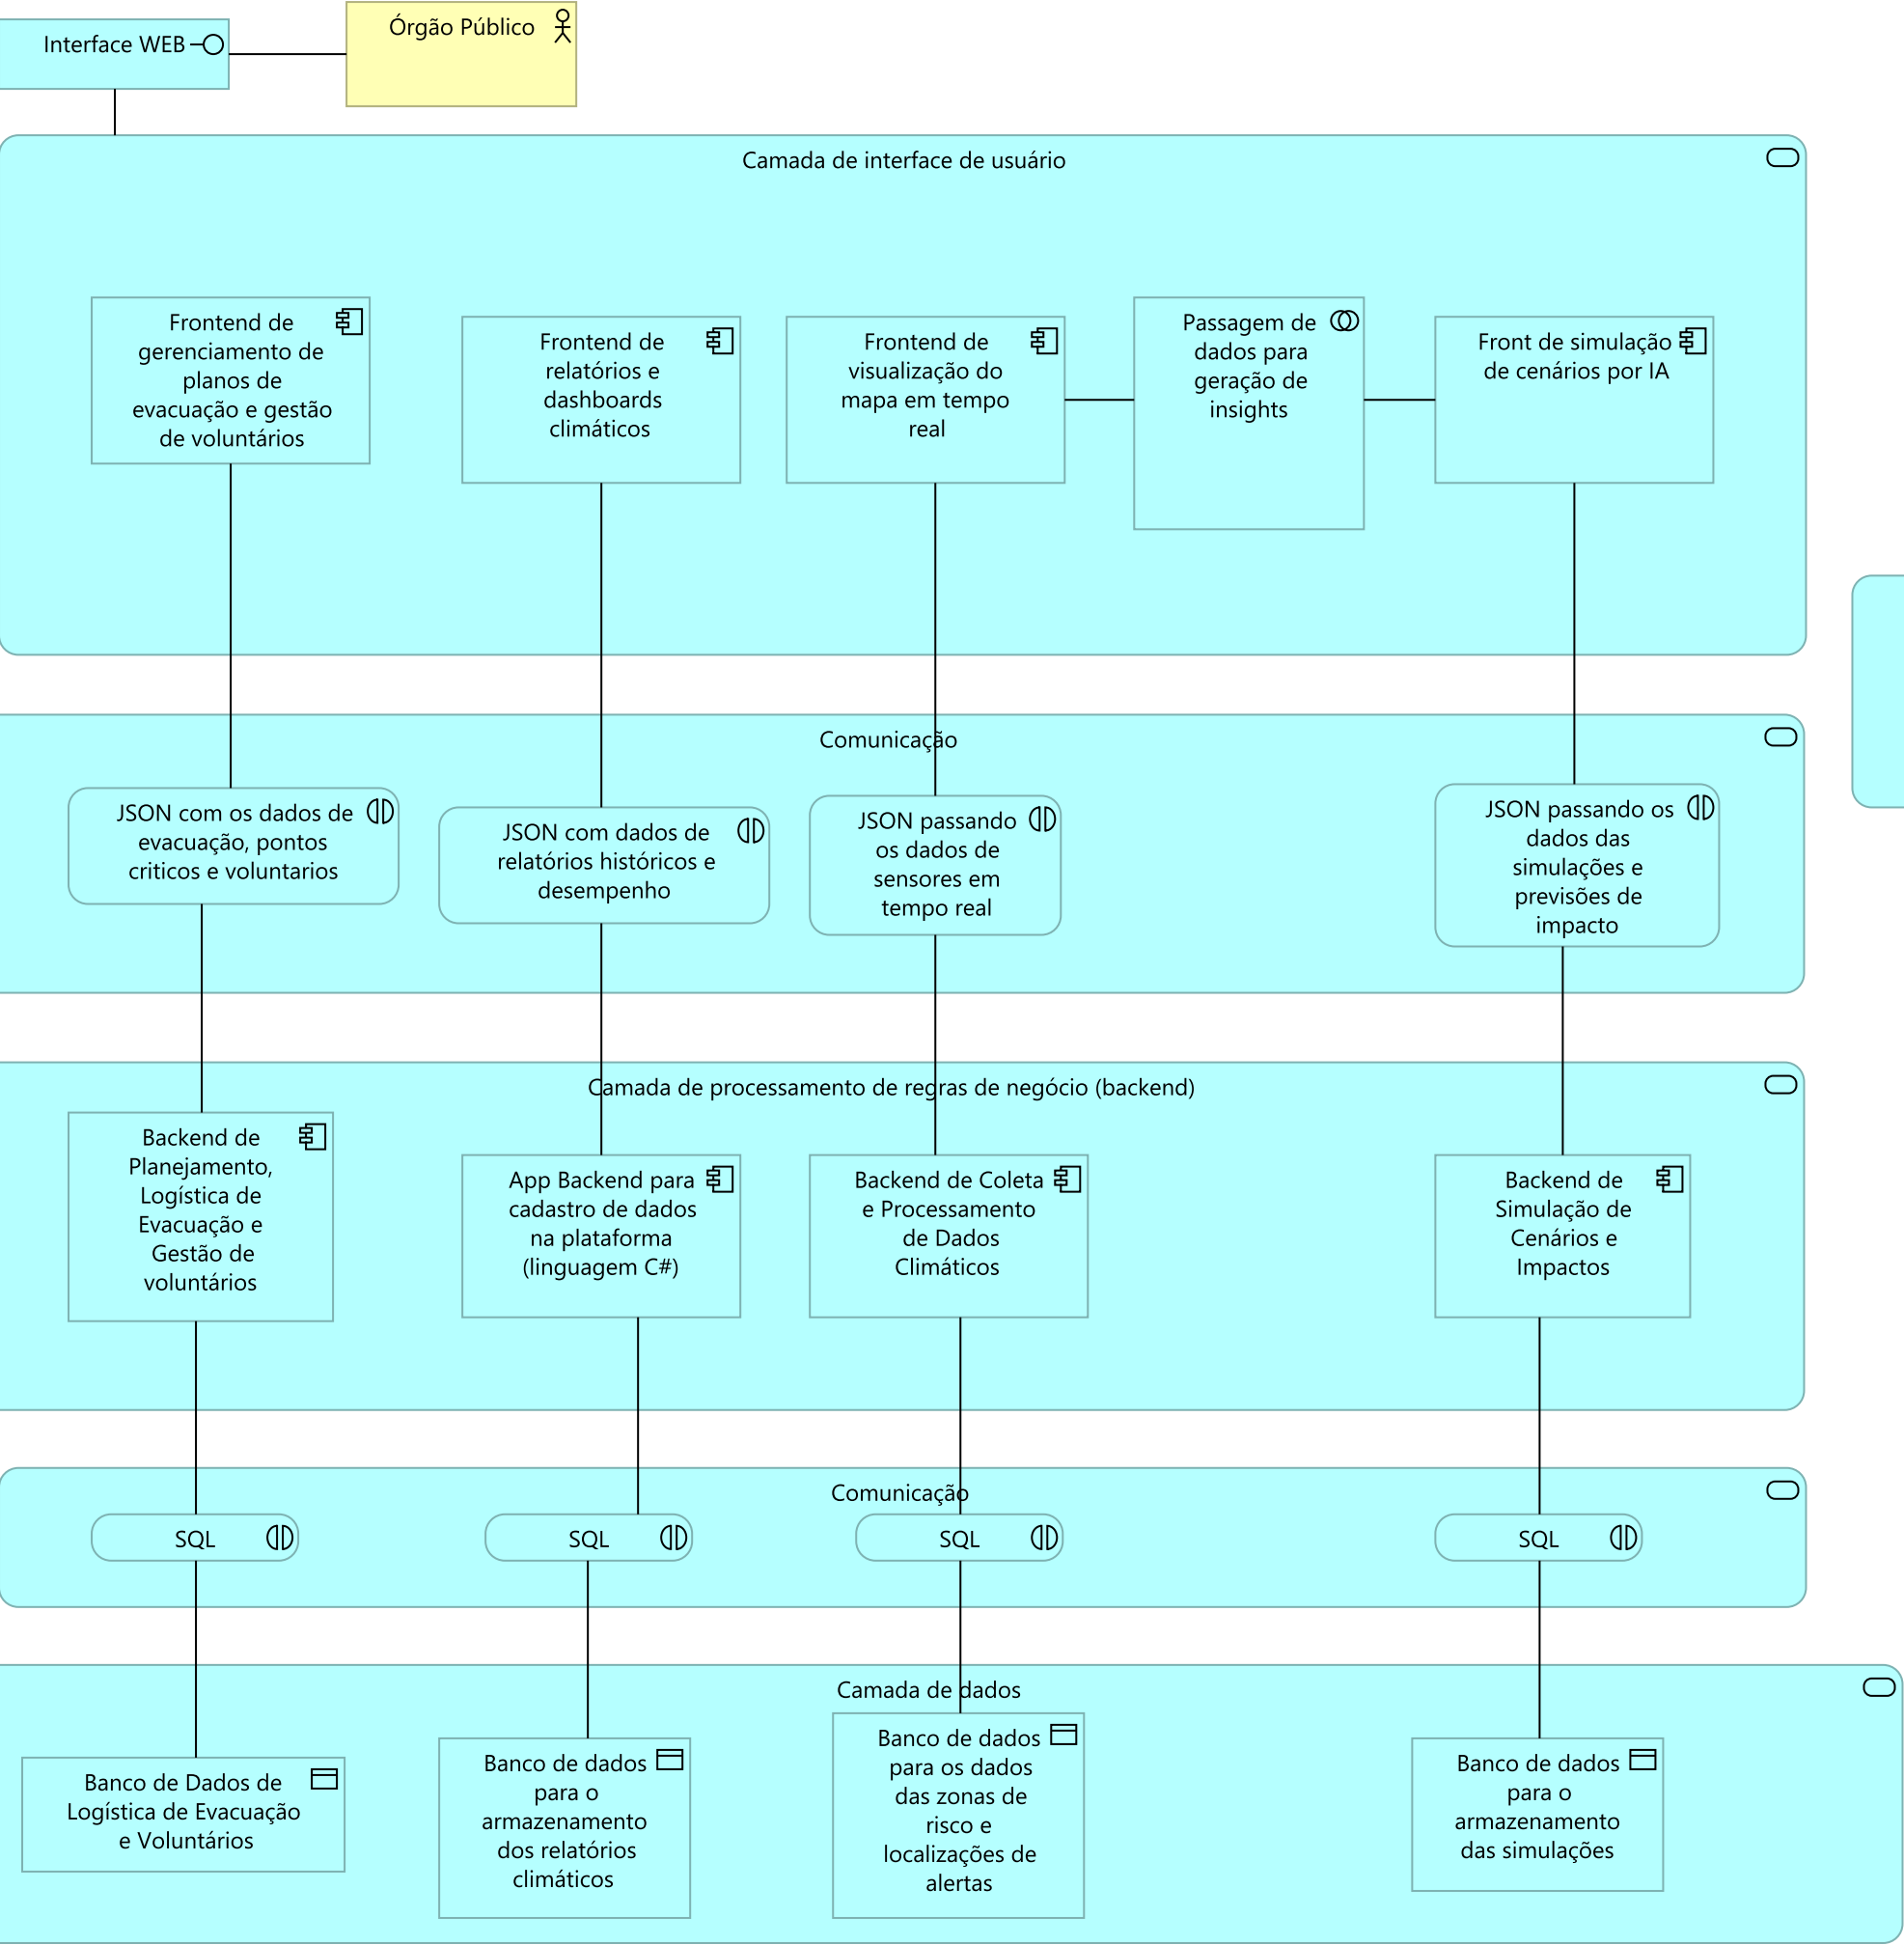 Interface WEB
Órgão Público
Camada de interface de usuário
Frontend de
gerenciamento de
planos de
evacuação e gestão
de voluntários
Frontend de
relatórios e
dashboards
climáticos
Frontend de
visualização do
mapa em tempo
real
Passagem de
dados para
geração de
insights
Front de simulação
de cenários por IA
Comunicação
JSON com os dados de
evacuação, pontos
criticos e voluntarios
JSON com dados de
relatórios históricos e
desempenho
JSON passando
os dados de
sensores em
tempo real
JSON passando os
dados das
simulações e
previsões de
impacto
Camada de processamento de regras de negócio (backend)
Backend de
Planejamento,
Logística de
Evacuação e
Gestão de
voluntários
App Backend para
cadastro de dados
na plataforma
(linguagem C#)
Backend de Coleta
e Processamento
de Dados
Climáticos
Backend de
Simulação de
Cenários e
Impactos
Comunicação
SQL
SQL
SQL
SQL
Camada de dados
Banco de Dados de
Logística de Evacuação
e Voluntários
Banco de dados
para o
armazenamento
dos relatórios
climáticos
Banco de dados
para os dados
das zonas de
risco e
localizações de
alertas
Banco de dados
para o
armazenamento
das simulações